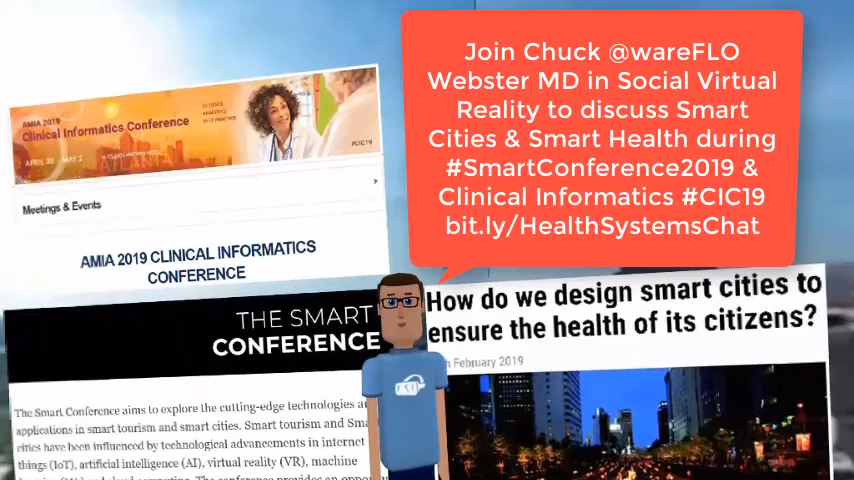 Join Chuck @wareFLO
Webster MD in Social Virtual
Reality to discuss Smart
Cities & Smart Health during
#SmartConference2019 &
Clinical Informatics #CIC19
bit.ly/HealthSystemsChat
AMIA 2019
Clinical Informatics Conference
APRIL 30 - MAY 2
#CIC19
Meetings & Events
AMIA 2019 CLINICAL INFORMATICS
CONFERENCE
THE SMART
CONFERENCE
The Smart Conference aims to explore the cutting-edge technologies
applications in smart tourism and smart cities. Smart tourism and
cities have been influenced by technological advancements in internet
things (IoT), artificial intelligence (AI), virtual reality (VR), machine
How do we design smart cities to
ensure the health of its citizens?
February 2019